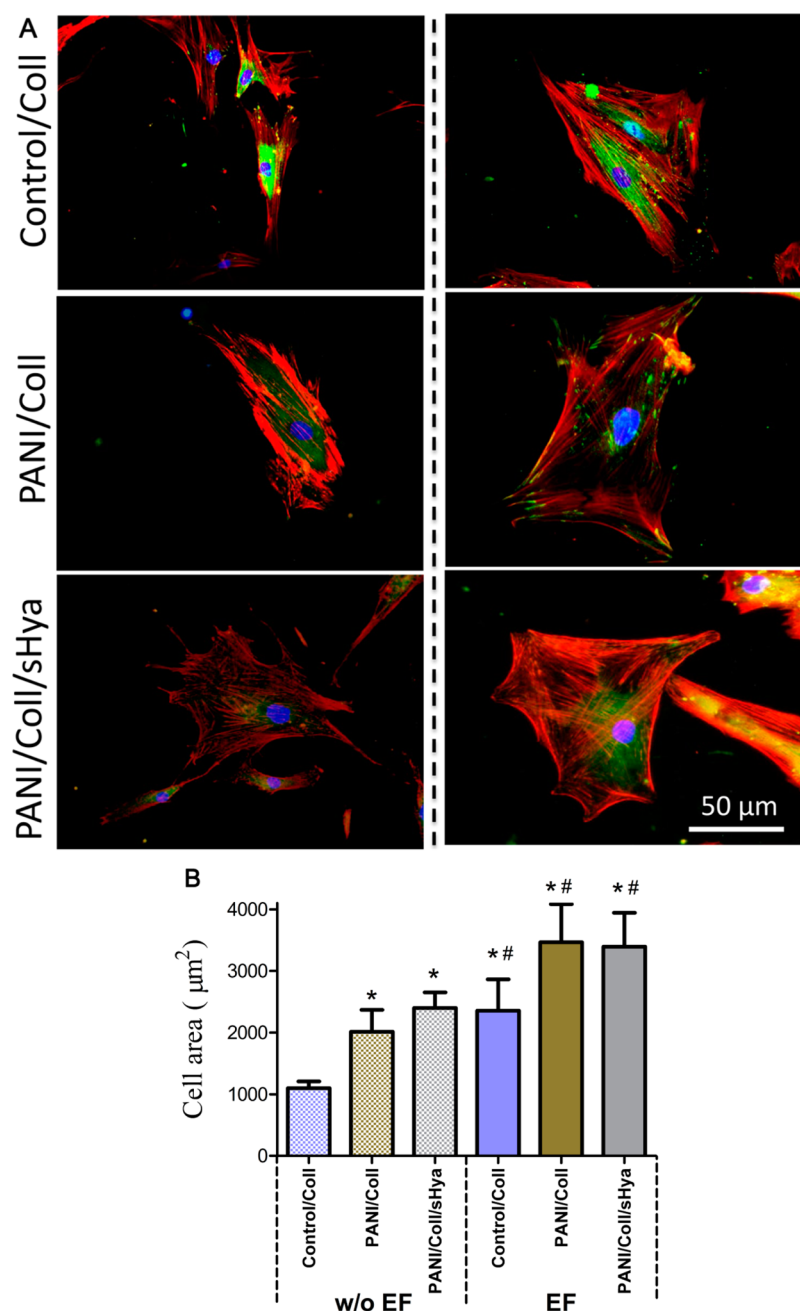 A
Control/Coll
PANI/Coll
PANI/Coll/sHya
50 µm
B
Cell area ( µm²)
4000
3000
2000
1000
0
*
*
* #
* #
* #
Control/Coll
PANI/Coll
PANI/Coll/sHya
Control/Coll
PANI/Coll
PANI/Coll/sHya
w/o EF
EF